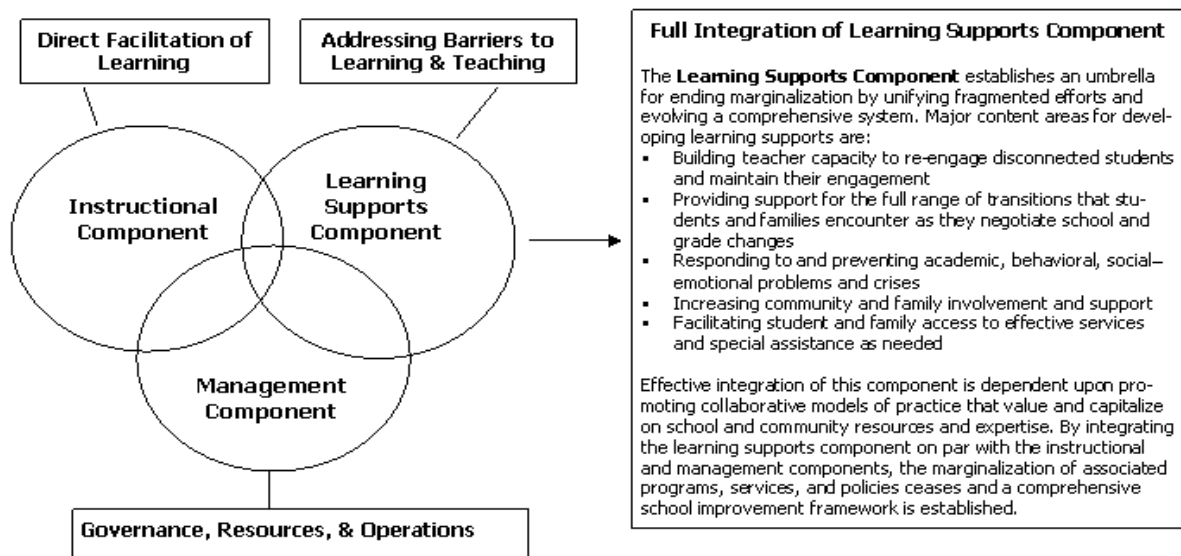 Direct Facilitation of
Learning
Addressing Barriers to
Learning & Teaching
Instructional
Component
Learning
Supports
Component
Management
Component
Governance, Resources, & Operations
Full Integration of Learning Supports Component
The Learning Supports Component establishes an umbrella
for ending marginalization by unifying fragmented efforts and
evolving a comprehensive system. Major content areas for devel-
oping learning supports are:
▪ Building teacher capacity to re-engage disconnected students
and maintain their engagement
▪ Providing support for the full range of transitions that stu-
dents and families encounter as they negotiate school and
grade changes
▪ Responding to and preventing academic, behavioral, social–
emotional problems and crises
▪ Increasing community and family involvement and support
▪ Facilitating student and family access to effective services
and special assistance as needed
Effective integration of this component is dependent upon pro-
moting collaborative models of practice that value and capitalize
on school and community resources and expertise. By integrating
the learning supports component on par with the instructional
and management components, the marginalization of associated
programs, services, and policies ceases and a comprehensive
school improvement framework is established.